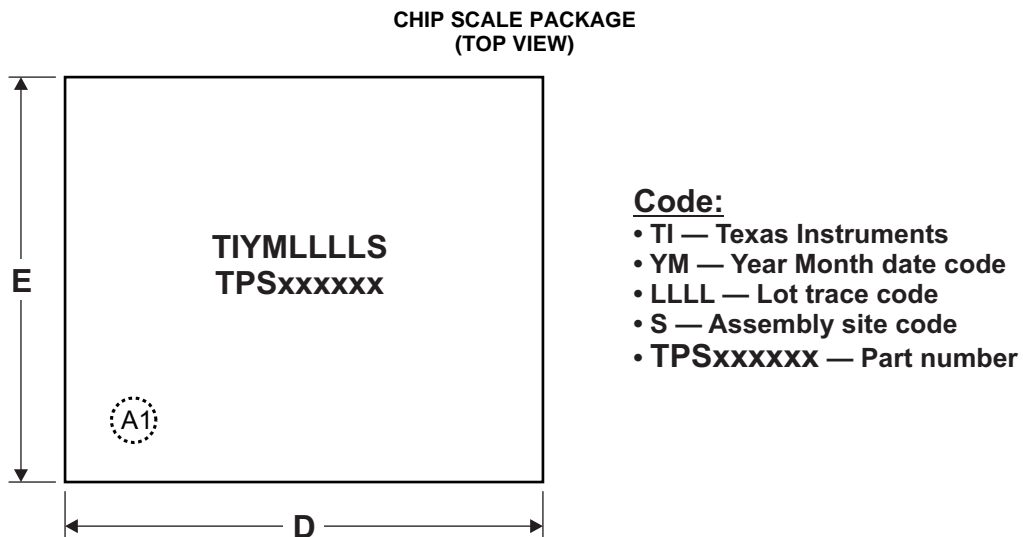 CHIP SCALE PACKAGE
(TOP VIEW)
E
TIYMLLLLS
TPSxxxxxx
A1
D
Code:
• TI — Texas Instruments
• YM — Year Month date code
• LLLL — Lot trace code
• S — Assembly site code
• TPSxxxxxx — Part number